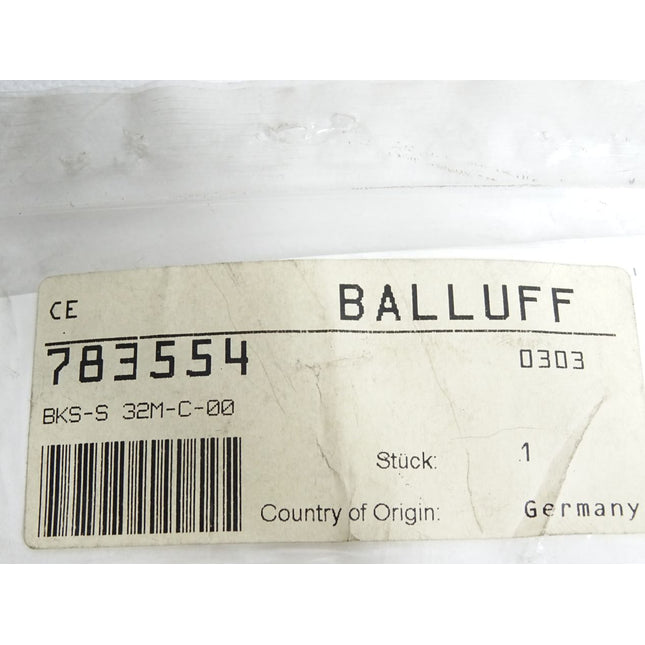 CE BALLUFF
783554 0303
BKS-S 32M-C-00
Stück: 1
Country of Origin: Germany